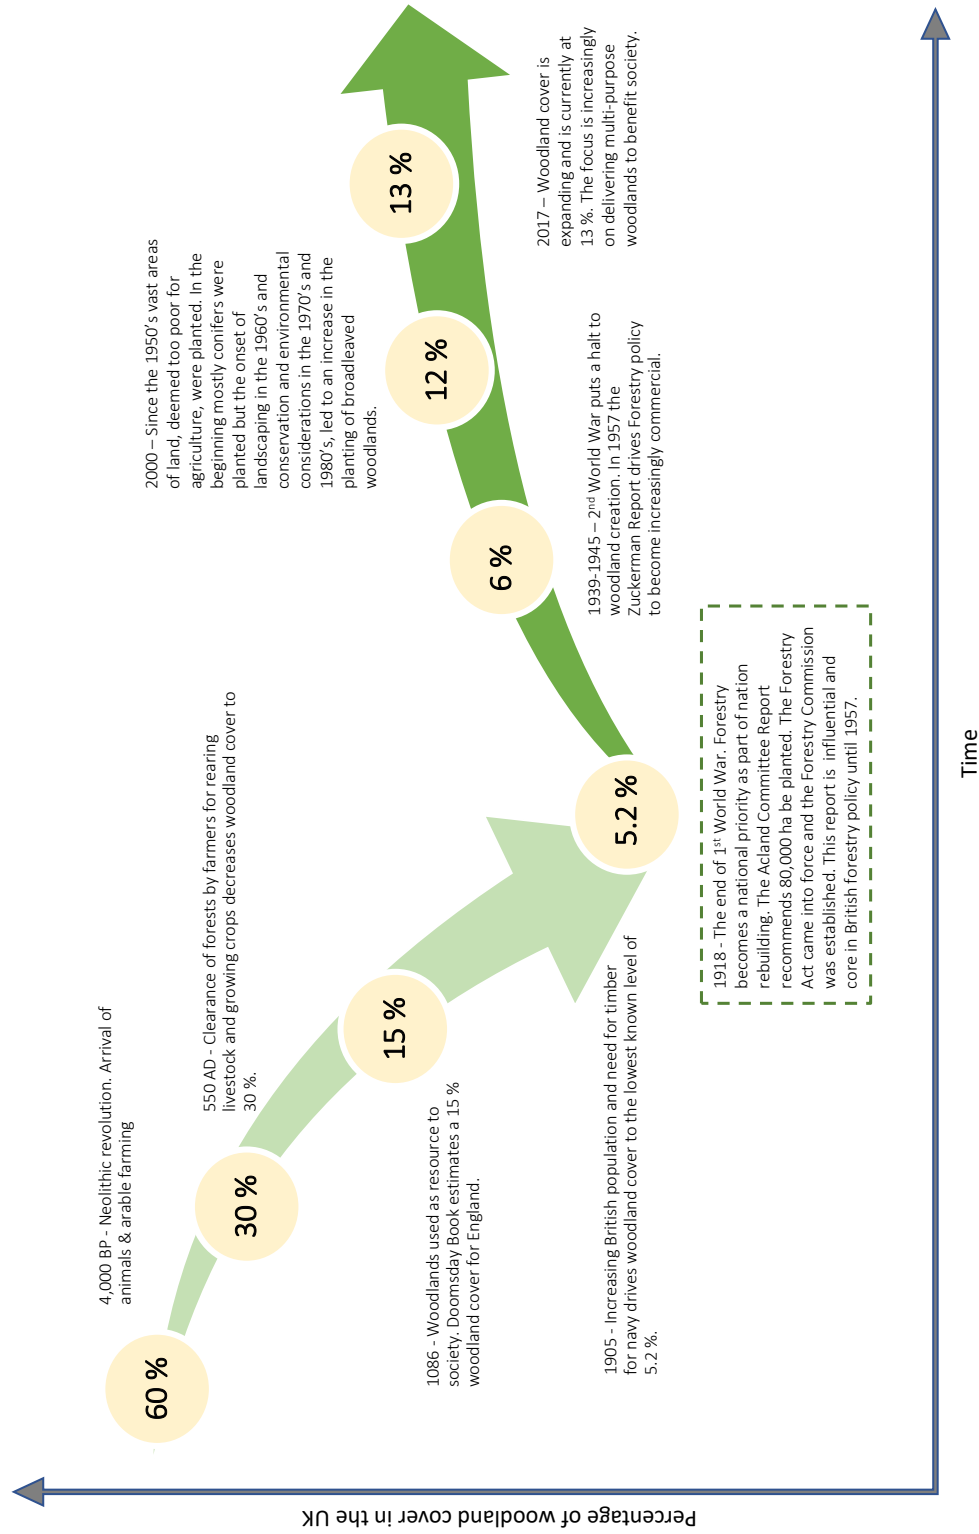 4,000 BP - Neolithic revolution. Arrival of
animals & arable farming
60 %
550 AD - Clearance of forests by farmers for rearing
livestock and growing crops decreases woodland cover to
30 %.
30 %
1086 - Woodlands used as resource to
society. Doomsday Book estimates a 15 %
woodland cover for England.
15 %
1905 - Increasing British population and need for timber
for navy drives woodland cover to the lowest known level of
5.2 %.
5.2 %
1918 - The end of 1st World War. Forestry
becomes a national priority as part of nation
rebuilding. The Acland Committee Report
recommends 80,000 ha be planted. The Forestry
Act came into force and the Forestry Commission
was established. This report is influential and
core in British forestry policy until 1957.
6 %
1939-1945 – 2nd World War puts a halt to
woodland creation. In 1957 the
Zuckerman Report drives Forestry policy
to become increasingly commercial.
2000 – Since the 1950's vast areas
of land, deemed too poor for
agriculture, were planted. In the
beginning mostly conifers were
planted but the onset of
landscaping in the 1960's and
conservation and environmental
considerations in the 1970's and
1980's, led to an increase in the
planting of broadleaved
woodlands.
12 %
13 %
2017 – Woodland cover is
expanding and is currently at
13 %. The focus is increasingly
on delivering multi-purpose
woodlands to benefit society.
Percentage of woodland cover in the UK
Time